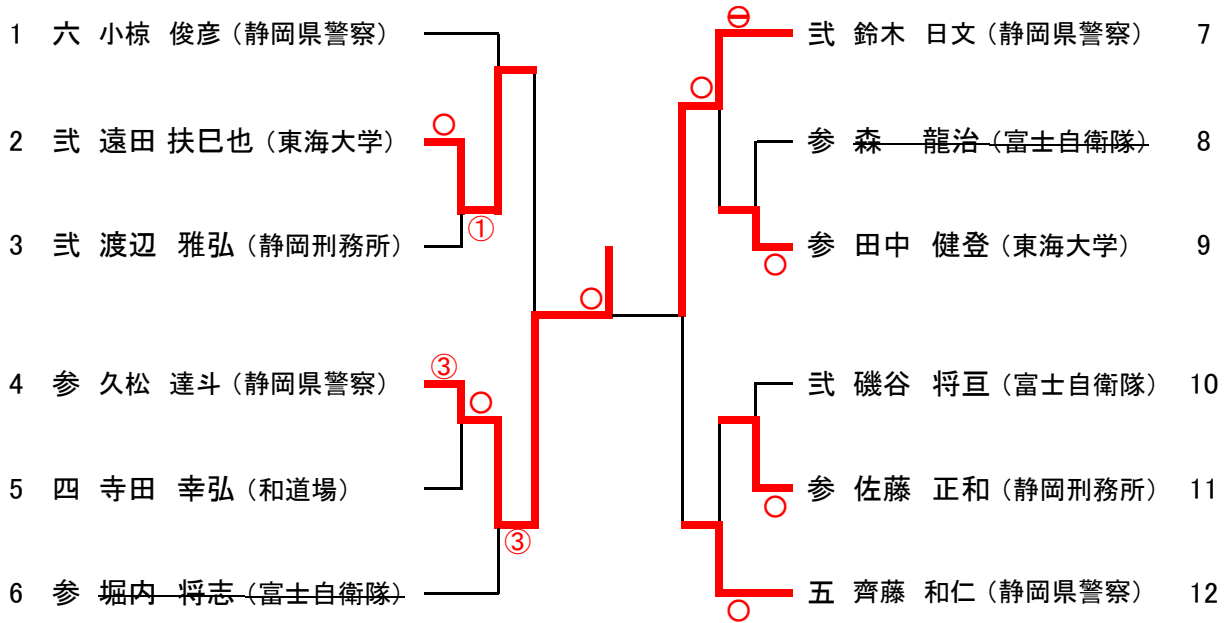 1 六 小椋 俊彦（静岡県警察）
2 弐 遠田 扶巳也（東海大学）
○
①
3 弐 渡辺 雅弘（静岡刑務所）
○
4 参 久松 達斗（静岡県警察）
③
○
5 四 寺田 幸弘（和道場）
③
6 参 堀内 将志（富士自衛隊）
⊖
弐 鈴木 日文（静岡県警察） 7
○
参 森 龍治（富士自衛隊） 8
参 田中 健登（東海大学） 9
○
弐 磯谷 将亘（富士自衛隊） 10
参 佐藤 正和（静岡刑務所） 11
○
五 齊藤 和仁（静岡県警察） 12
○